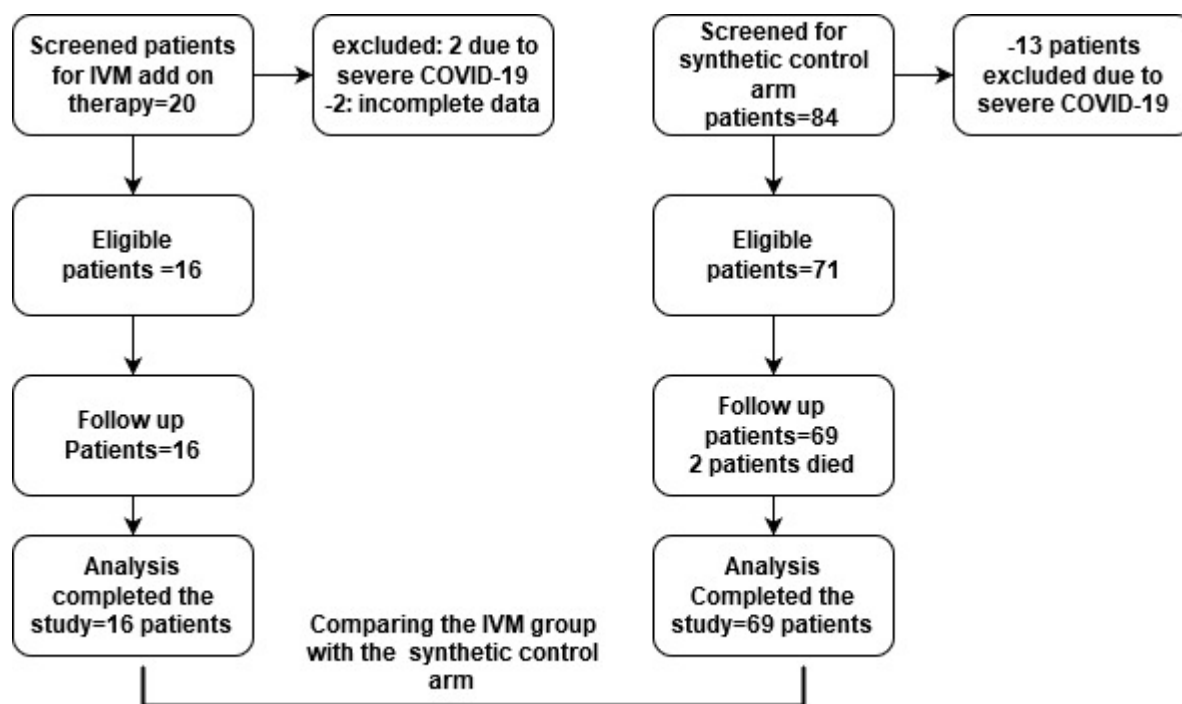 Screened patients
for IVM add on
therapy=20
excluded: 2 due to
severe COVID-19
-2: incomplete data
Eligible
patients =16
Follow up
Patients=16
Analysis
completed the
study=16 patients
Screened for
synthetic control
arm
patients=84
-13 patients
excluded due to
severe COVID-19
Eligible
patients=71
Follow up
patients=69
2 patients died
Analysis
Completed the
study=69 patients
Comparing the IVM group
with the synthetic control
arm